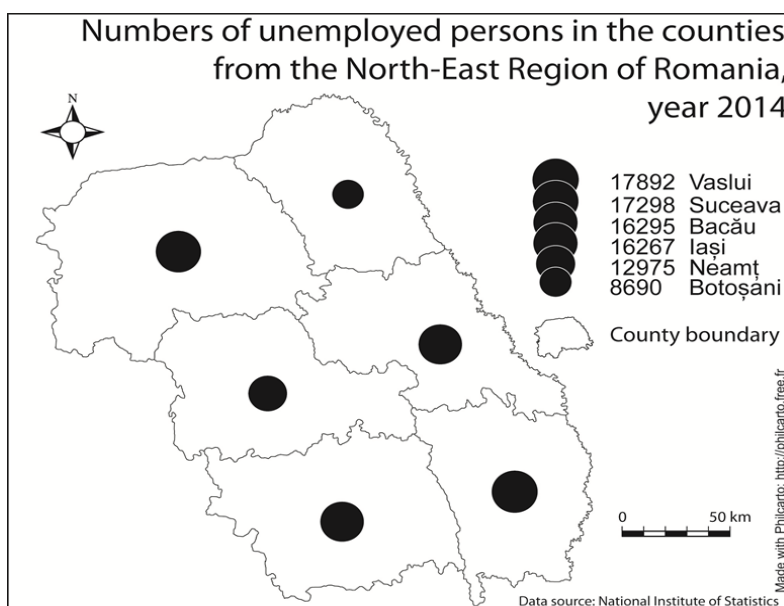 Numbers of unemployed persons in the counties
from the North-East Region of Romania,
year 2014
N
17892 Vaslui
17298 Suceava
16295 Bacău
16267 Iași
12975 Neamț
8690 Botoșani
County boundary
0 50 km
Made with Philcarto: http://philcarto.free.fr
Data source: National Institute of Statistics